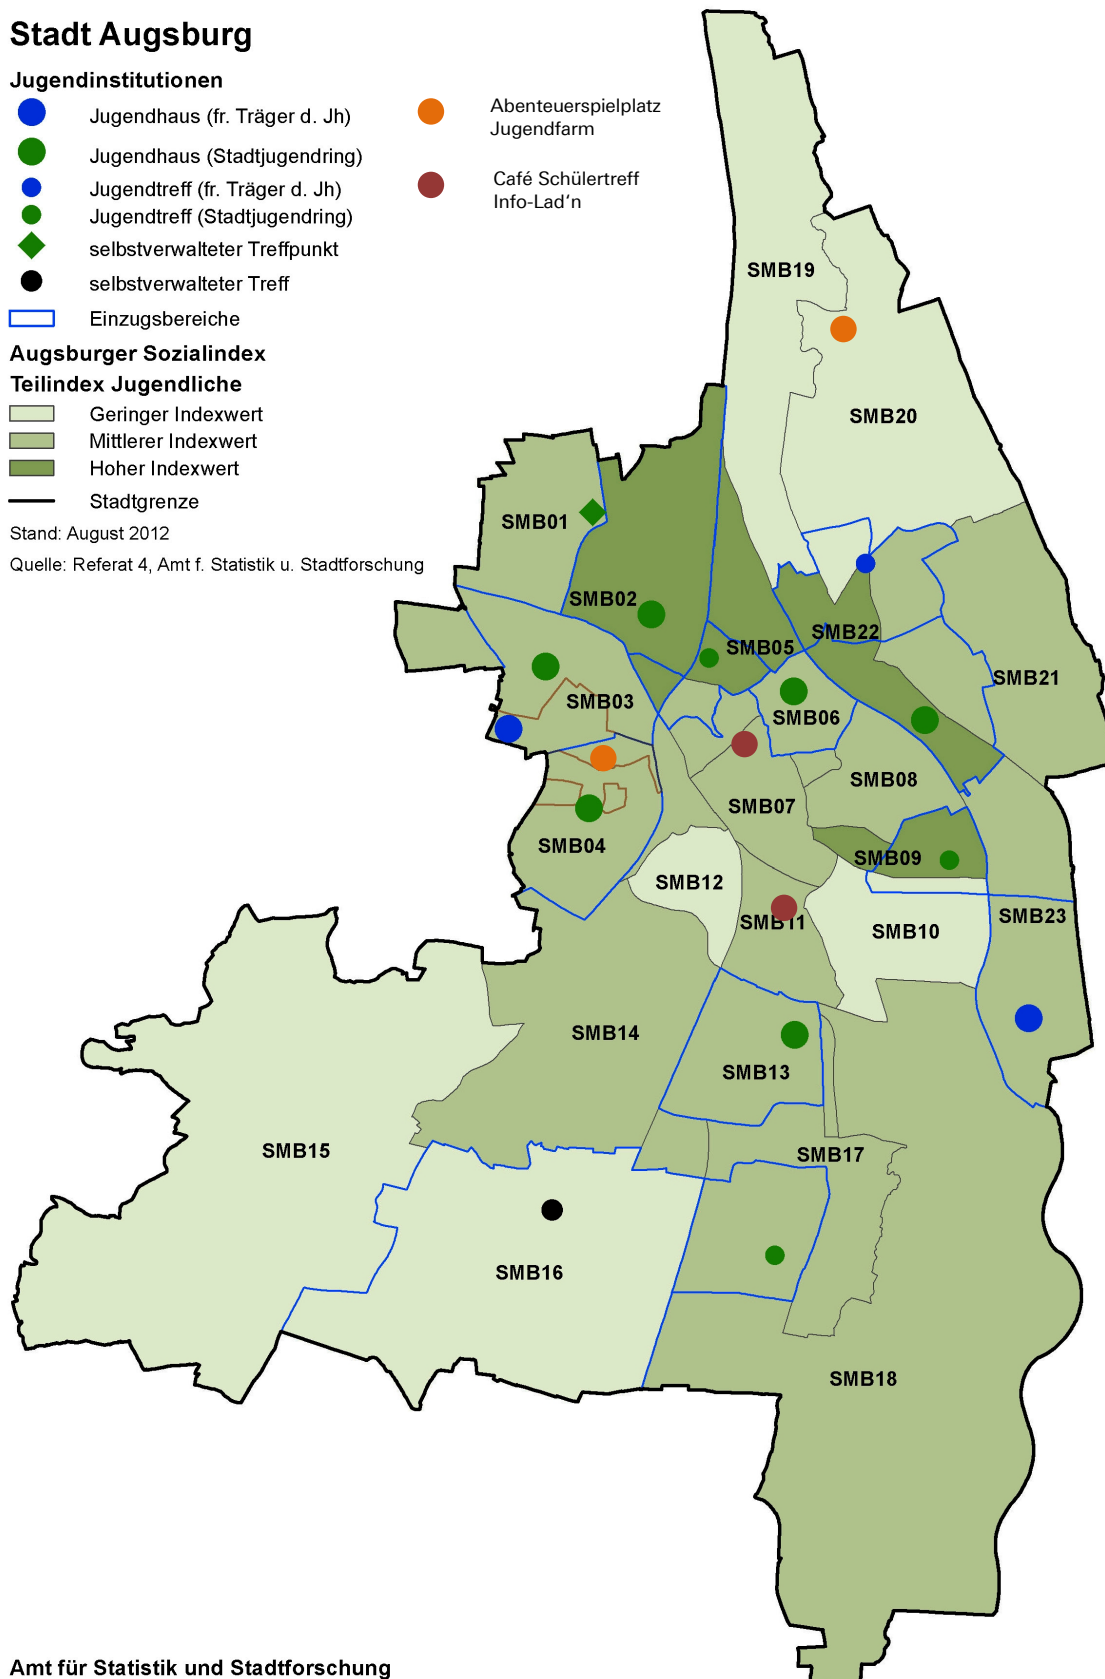 Stadt Augsburg
Jugendinstitutionen
Jugendhaus (fr. Träger d. Jh)
Jugendhaus (Stadtjugendring)
Jugendtreff (fr. Träger d. Jh)
Jugendtreff (Stadtjugendring)
selbstverwalteter Treffpunkt
selbstverwalteter Treff
Einzugsbereiche
Abenteuerspielplatz
Jugendfarm
Café Schülertreff
Info-Lad'n
Augsburger Sozialindex
Teilindex Jugendliche
Geringer Indexwert
Mittlerer Indexwert
Hoher Indexwert
Stadtgrenze
Stand: August 2012
Quelle: Referat 4, Amt f. Statistik u. Stadtforschung
SMB19
SMB20
SMB01
SMB02
SMB22
SMB05
SMB21
SMB03
SMB06
SMB08
SMB07
SMB04
SMB09
SMB12
SMB23
SMB11
SMB10
SMB14
SMB13
SMB15
SMB17
SMB16
SMB18
Amt für Statistik und Stadtforschung